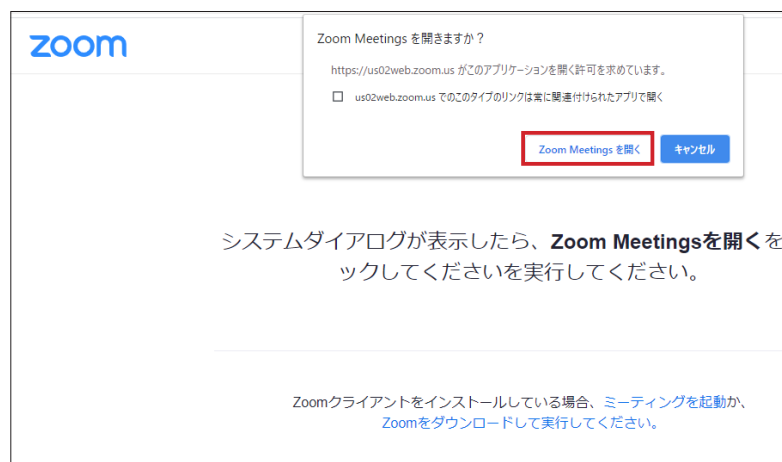 zoom
Zoom Meetings を開きますか？
https://us02web.zoom.us がこのアプリケーションを開く許可を求めています。
us02web.zoom.us でのこのタイプのリンクは常に関連付けられたアプリで開く
Zoom Meetings を開く キャンセル
システムダイアログが表示したら、Zoom Meetingsを開くを
ックしてくださいを実行してください。
Zoomクライアントをインストールしている場合、ミーティングを起動か、
Zoomをダウンロードして実行してください。